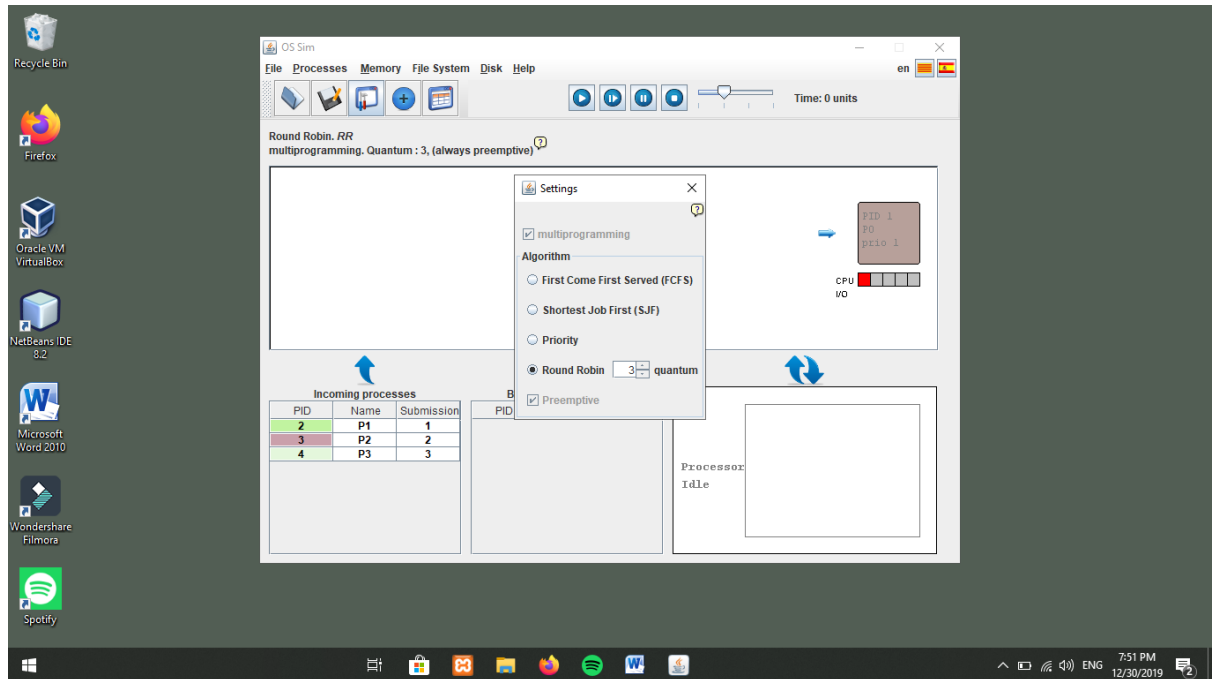 Recycle Bin
Firefox
Oracle VM
VirtualBox
NetBeans IDE
8.2
Microsoft
Word 2010
Wondershare
Filmora
Spotify
OS Sim
File Processes Memory File System Disk Help
en
Time: 0 units
Round Robin. RR
multiprogramming. Quantum : 3, (always preemptive)
Settings
multiprogramming
Algorithm
First Come First Served (FCFS)
Shortest Job First (SJF)
Priority
Round Robin 3 quantum
Preemptive
PID 1
P0
prio 1
CPU
I/O
Incoming processes
PID Name Submission
2 P1 1
3 P2 2
4 P3 3
B
PID
Processor
Idle
ENG
7:51 PM
12/30/2019
2